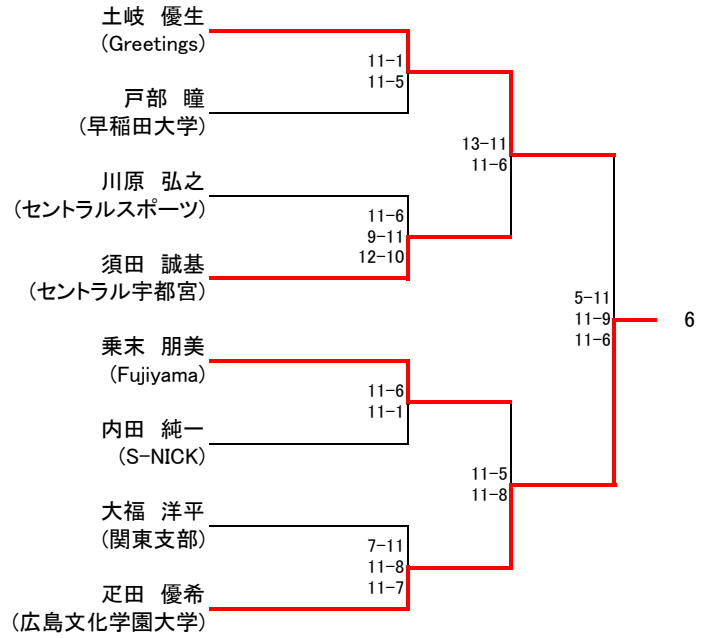 土岐 優生
(Greetings)
11-1
11-5
戸部 瞳
(早稲田大学)
13-11
11-6
川原 弘之
(セントラルスポーツ)
11-6
9-11
12-10
須田 誠基
(セントラル宇都宮)
5-11
11-9
11-6
6
乗末 朋美
(Fujiyama)
11-6
11-1
内田 純一
(S-NICK)
11-5
11-8
大福 洋平
(関東支部)
7-11
11-8
11-7
疋田 優希
(広島文化学園大学)